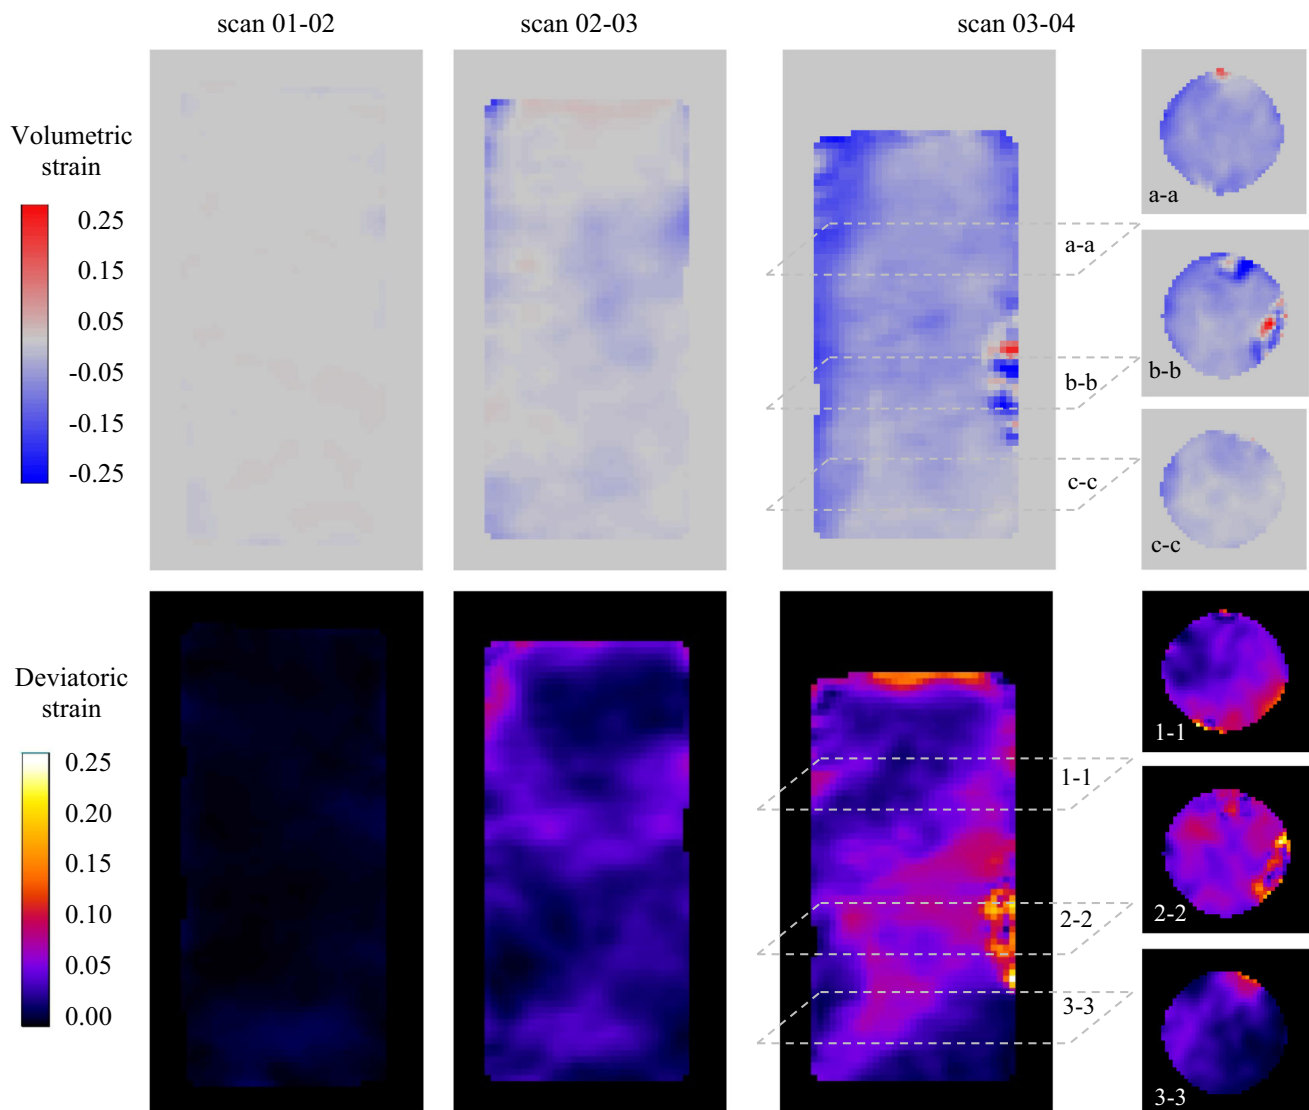 scan 01-02
scan 02-03
scan 03-04
Volumetric
strain
0.25
0.15
0.05
-0.05
-0.15
-0.25
a-a
b-b
c-c
a-a
b-b
c-c
Deviatoric
strain
0.25
0.20
0.15
0.10
0.05
0.00
1-1
2-2
3-3
1-1
2-2
3-3